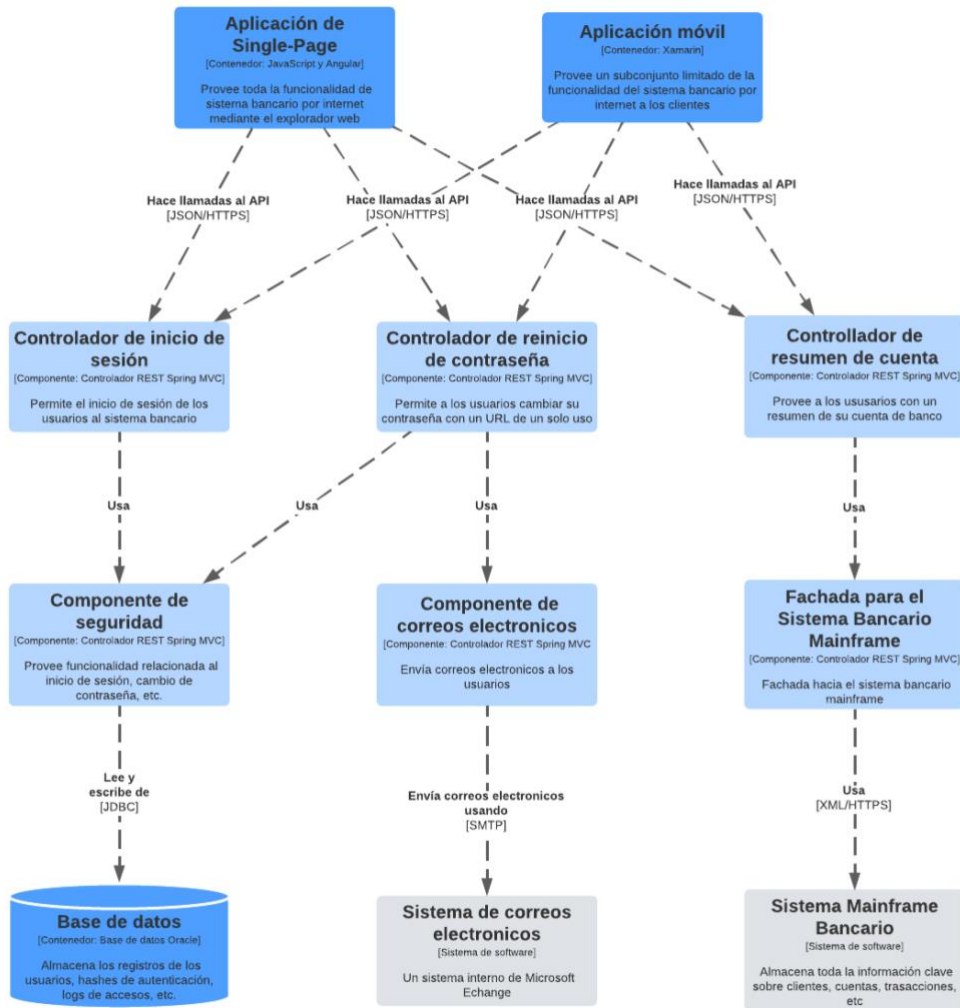 Aplicación de
Single-Page
[Contenedor: JavaScript y Angular]
Provee toda la funcionalidad de
sistema bancario por internet
mediante el explorador web
Aplicación móvil
[Contenedor: Xamarin]
Provee un subconjunto limitado de la
funcionalidad del sistema bancario por
internet a los clientes
Hace llamadas al API
[JSON/HTTPS]
Hace llamadas al API
[JSON/HTTPS]
Hace llamadas al API
[JSON/HTTPS]
Hace llamadas al API
[JSON/HTTPS]
Controlador de inicio de
sesión
[Componente: Controlador REST Spring MVC]
Permite el inicio de sesión de los
usuarios al sistema bancario
Controlador de reinicio
de contraseña
[Componente: Controlador REST Spring MVC]
Permite a los usuarios cambiar su
contraseña con un URL de un solo uso
Controllador de
resumen de cuenta
[Componente: Controlador REST Spring MVC]
Provee a los ususarios con un
resumen de su cuenta de banco
Usa
Usa
Usa
Usa
Componente de
seguridad
[Componente: Controlador REST Spring MVC]
Provee funcionalidad relacionada al
inicio de sesión, cambio de
contraseña, etc.
Componente de
correos electronicos
[Componente: Controlador REST Spring MVC
Envía correos electronicos a los
usuarios
Fachada para el
Sistema Bancario
Mainframe
[Componente: Controlador REST Spring MVC]
Fachada hacia el sistema bancario
mainframe
Lee y
escribe de
[JDBC]
Envía correos electronicos
usando
[SMTP]
Usa
[XML/HTTPS]
Base de datos
[Contenedor: Base de datos Oracle]
Almacena los registros de los
usuarios, hashes de autenticación,
logs de accesos, etc.
Sistema de correos
electronicos
[Sistema de software]
Un sistema interno de Microsoft
Echange
Sistema Mainframe
Bancario
[Sistema de software]
Almacena toda la información clave
sobre clientes, cuentas, trasacciones,
etc